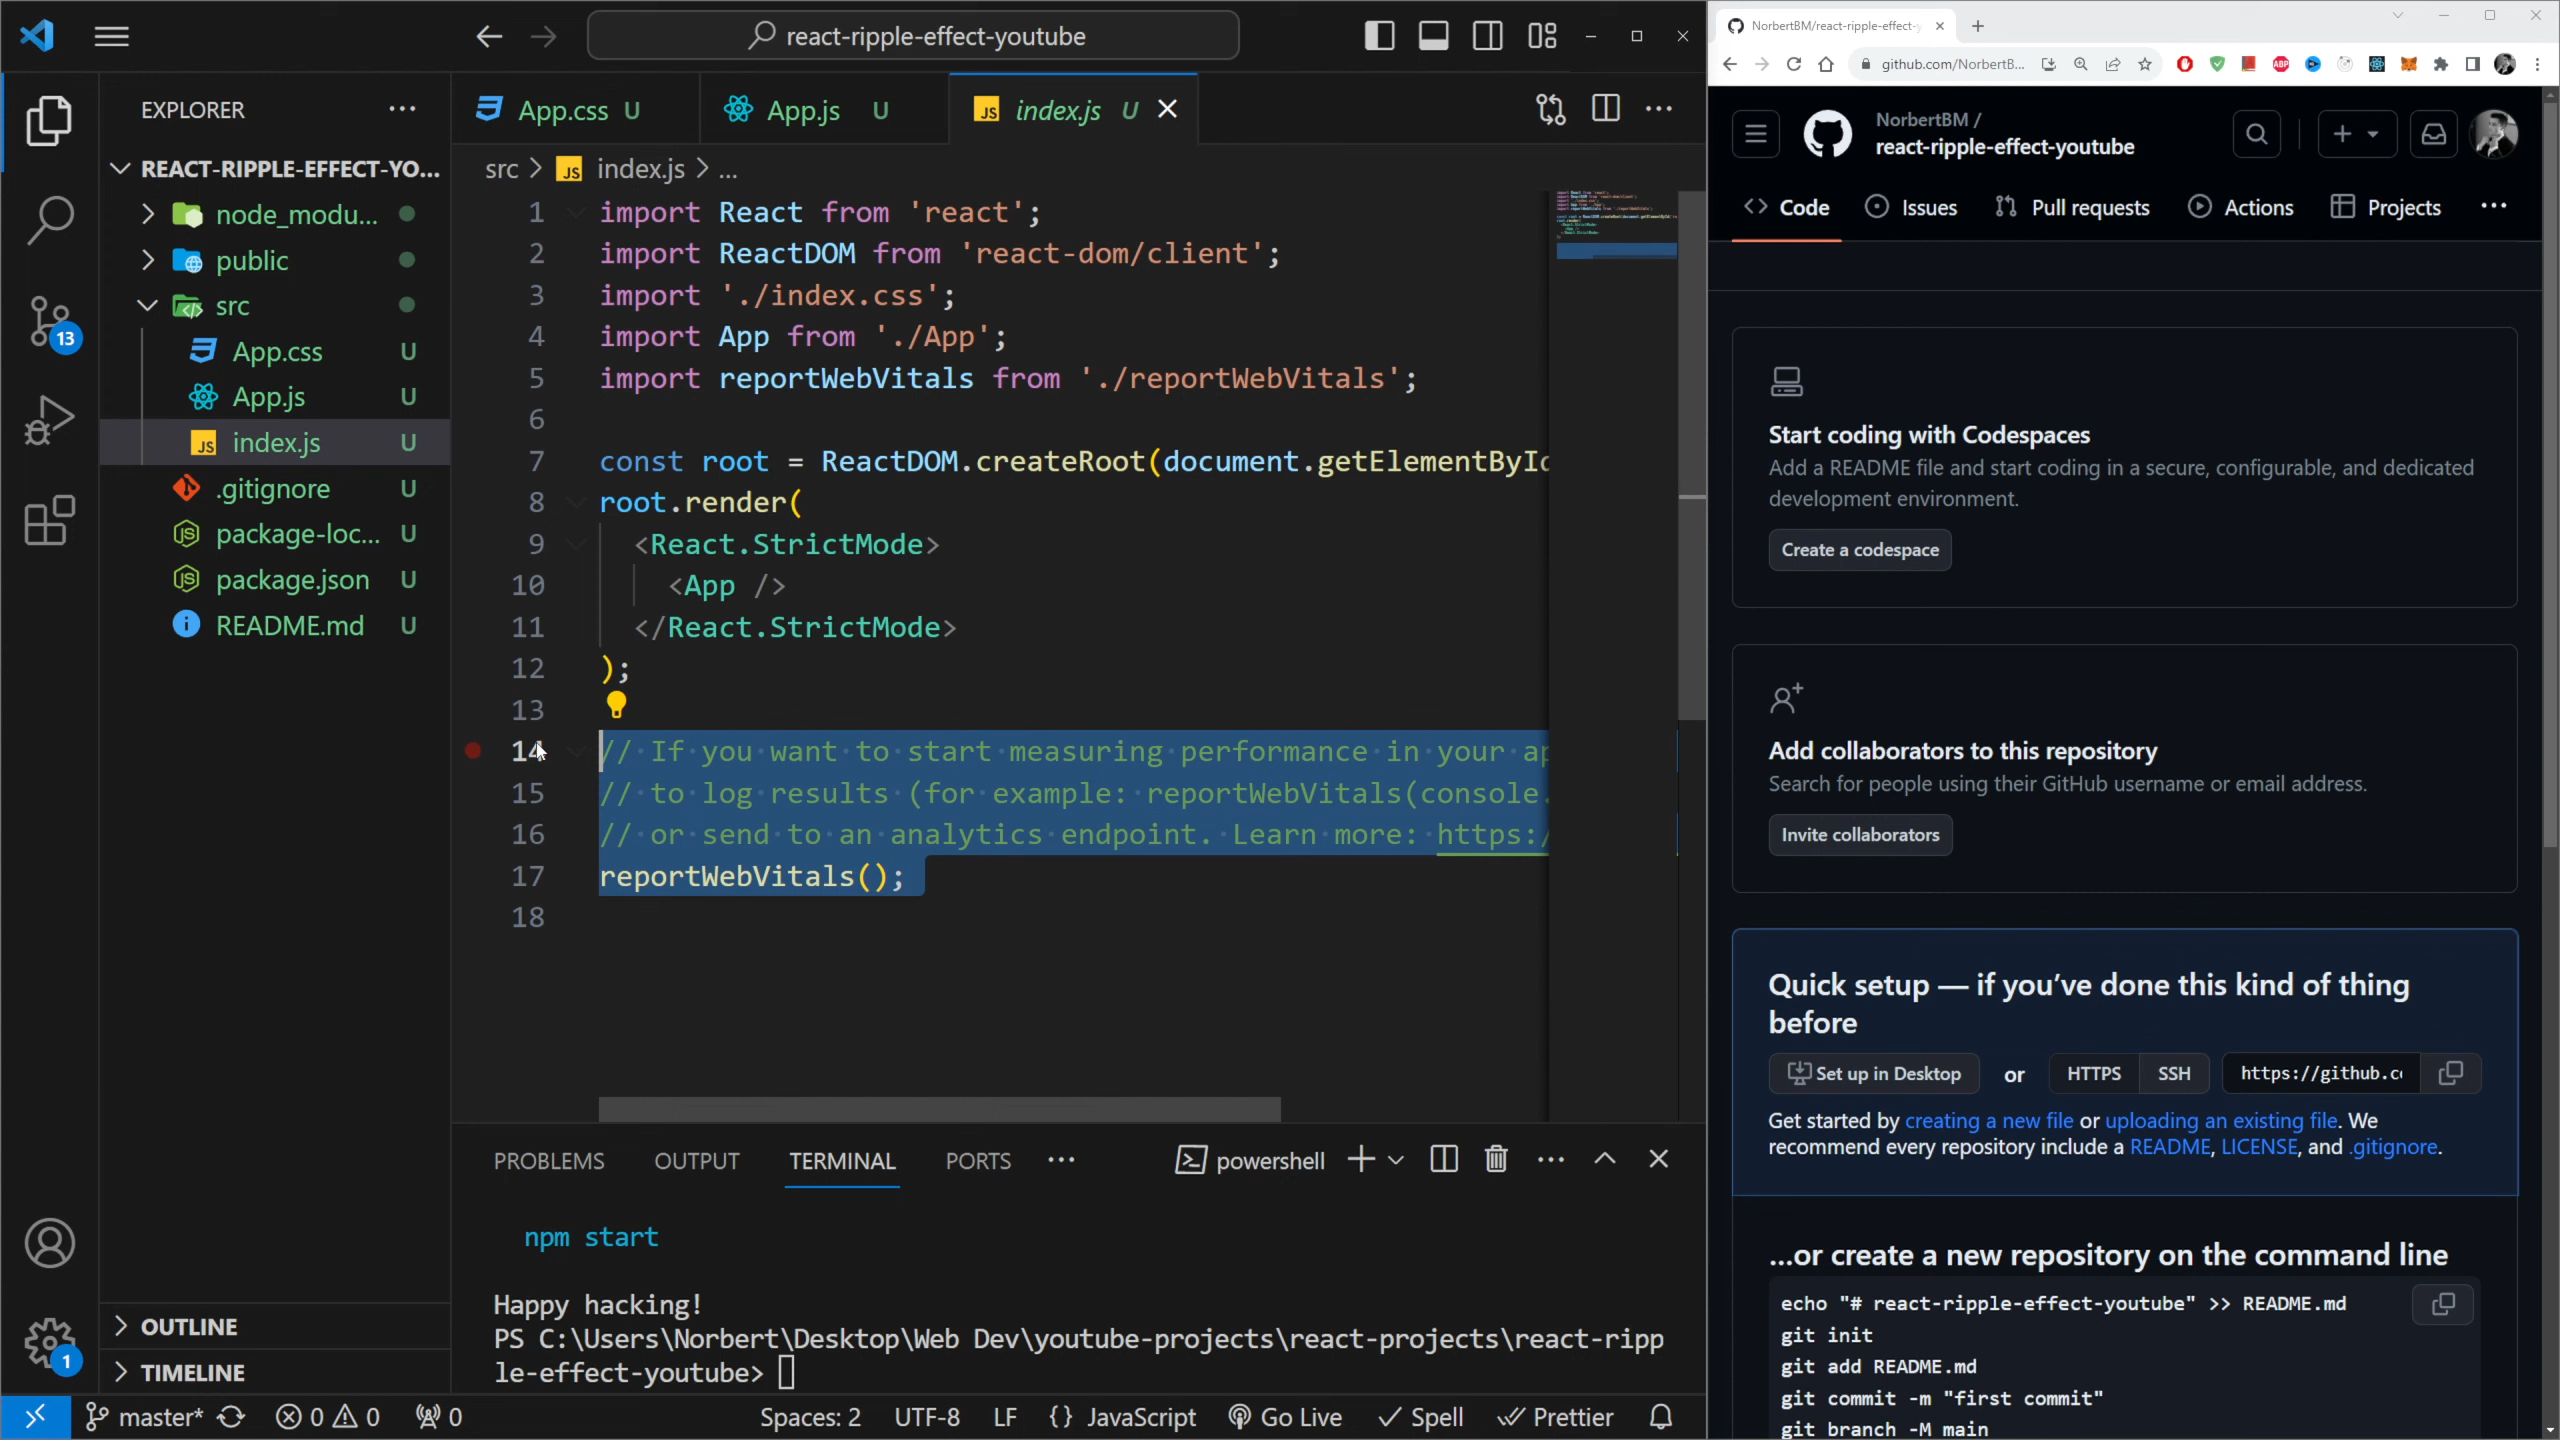 react-ripple-effect-youtube
EXPLORER
REACT-RIPPLE-EFFECT-YO...
node_modu...
public
src
App.css U
App.js U
index.js U
.gitignore U
package-loc... U
package.json U
README.md U
13
1
OUTLINE
TIMELINE
App.css U
App.js U
index.js U
src > JS index.js > ...
1 import React from 'react';
2 import ReactDOM from 'react-dom/client';
3 import './index.css';
4 import App from './App';
5 import reportWebVitals from './reportWebVitals';
6
7 const root = ReactDOM.createRoot(document.getElementById
8 root.render(
9 <React.StrictMode>
10 <App />
11 </React.StrictMode>
12 );
13
14 // If you want to start measuring performance in your ap
15 // to log results (for example: reportWebVitals(console.
16 // or send to an analytics endpoint. Learn more: https:/
17 reportWebVitals();
18
PROBLEMS OUTPUT TERMINAL PORTS
powershell
npm start
Happy hacking!
PS C:\Users\Norbert\Desktop\Web Dev\youtube-projects\react-projects\react-ripp
le-effect-youtube>
master* 0 0 0
Spaces: 2 UTF-8 LF {} JavaScript Go Live Spell Prettier
NorbertBM/react-ripple-effect-y
github.com/NorbertB...
ABP
NorbertBM /
react-ripple-effect-youtube
Code Issues Pull requests Actions Projects
Start coding with Codespaces
Add a README file and start coding in a secure, configurable, and dedicated
development environment.
Create a codespace
Add collaborators to this repository
Search for people using their GitHub username or email address.
Invite collaborators
Quick setup — if you’ve done this kind of thing
before
Set up in Desktop or HTTPS SSH https://github.c
Get started by creating a new file or uploading an existing file. We
recommend every repository include a README, LICENSE, and .gitignore.
…or create a new repository on the command line
echo "# react-ripple-effect-youtube" >> README.md
git init
git add README.md
git commit -m "first commit"
git branch -M main